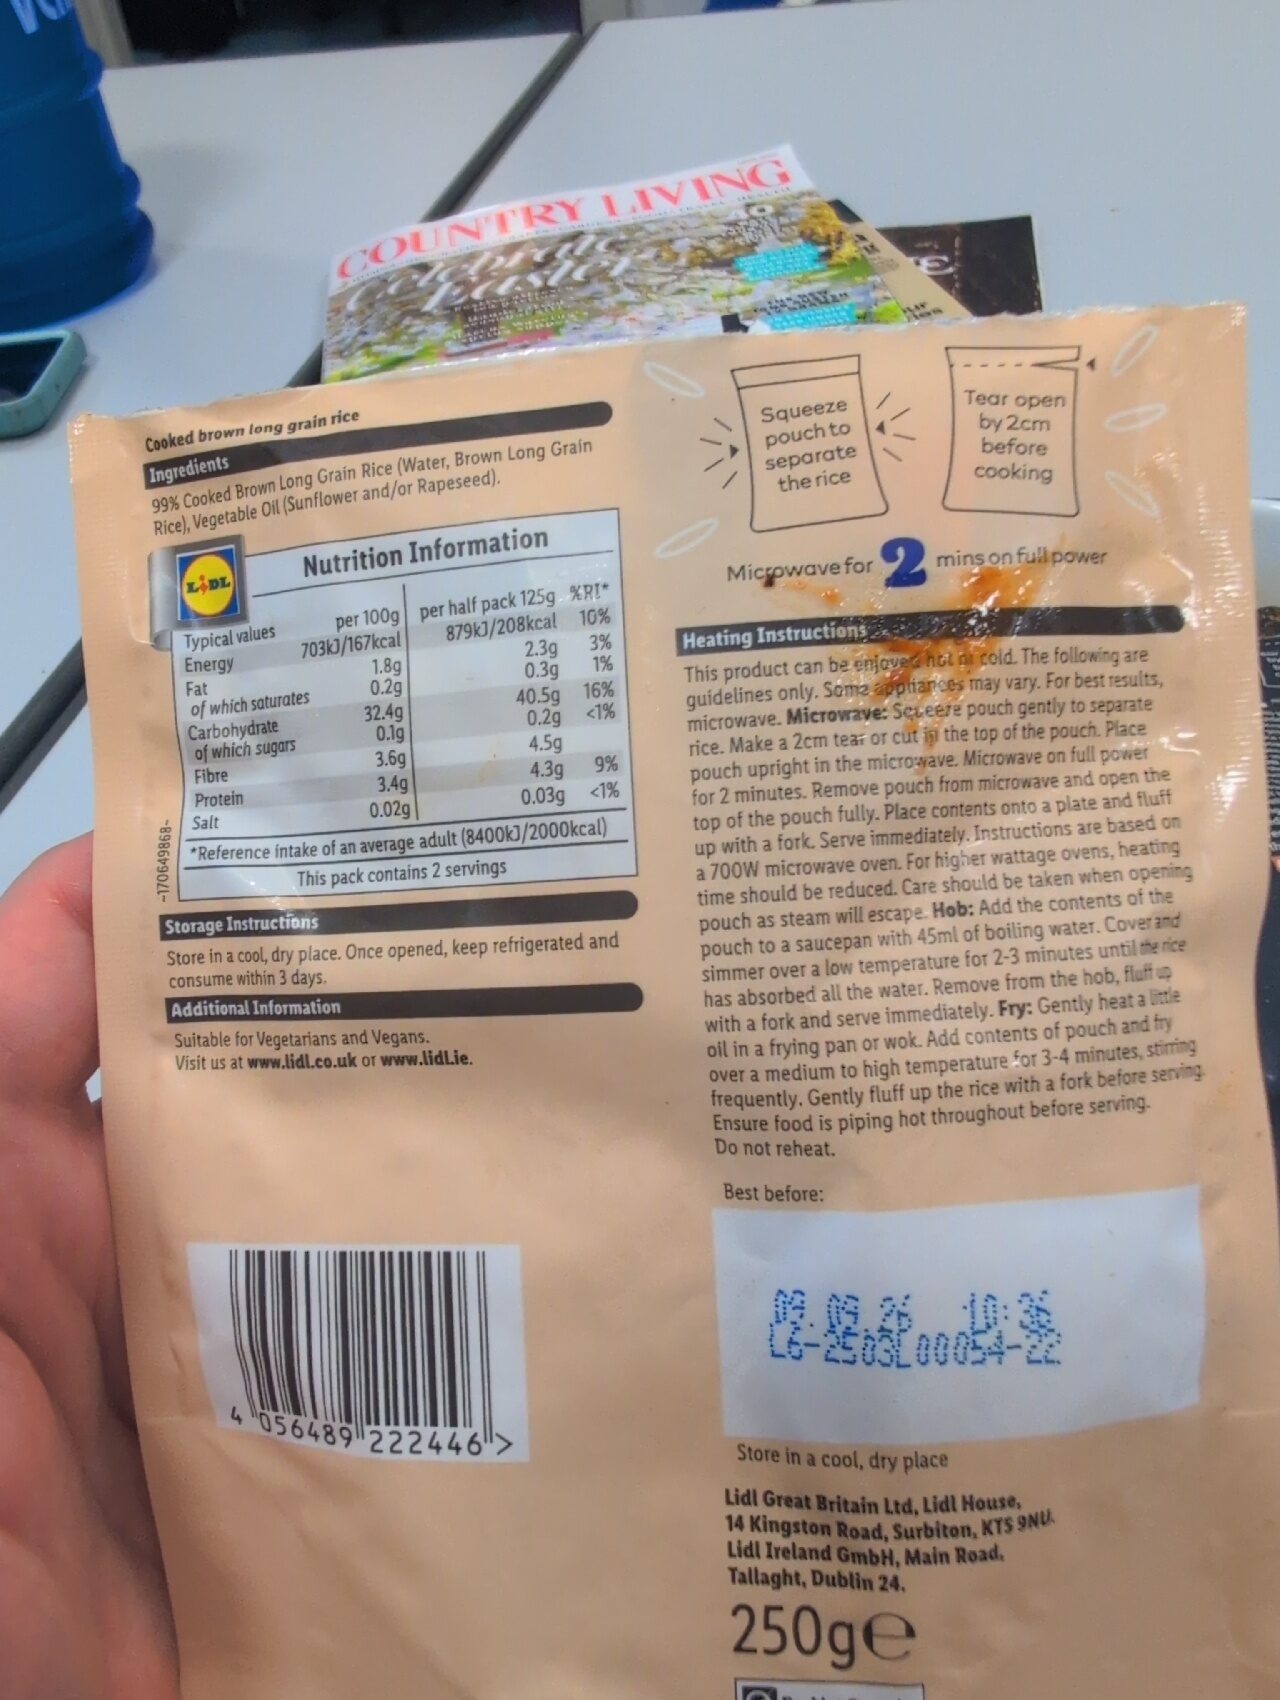 COUNTRY LIVING
Celebrate
Easter
Cooked brown long grain rice
Ingredients
99% Cooked Brown Long Grain Rice (Water, Brown Long Grain
Rice), Vegetable Oil (Sunflower and/or Rapeseed).
LIDL
Nutrition Information
Typical values per 100g per half pack 125g %RI*
Energy 703kJ/167kcal 879kJ/208kcal 10%
Fat 1.8g 2.3g 3%
of which saturates 0.2g 0.3g 1%
Carbohydrate 32.4g 40.5g 16%
of which sugars 0.1g 0.2g <1%
Fibre 3.6g 4.5g
Protein 3.4g 4.3g 9%
Salt 0.02g 0.03g <1%
*Reference intake of an average adult (8400kJ/2000kcal)
This pack contains 2 servings
~170649868~
Storage Instructions
Store in a cool, dry place. Once opened, keep refrigerated and
consume within 3 days.
Additional Information
Suitable for Vegetarians and Vegans.
Visit us at www.lidl.co.uk or www.lidl.ie.
4 056489 222446 >
Squeeze
pouch to
separate
the rice
Tear open
by 2cm
before
cooking
Microwave for 2 mins on full power
Heating Instructions
This product can be enjoyed hot or cold. The following are
guidelines only. Some appliances may vary. For best results,
microwave. Microwave: Squeeze pouch gently to separate
rice. Make a 2cm tear or cut in the top of the pouch. Place
pouch upright in the microwave. Microwave on full power
for 2 minutes. Remove pouch from microwave and open the
top of the pouch fully. Place contents onto a plate and fluff
up with a fork. Serve immediately. Instructions are based on
a 700W microwave oven. For higher wattage ovens, heating
time should be reduced. Care should be taken when opening
pouch as steam will escape. Hob: Add the contents of the
pouch to a saucepan with 45ml of boiling water. Cover and
simmer over a low temperature for 2-3 minutes until the rice
has absorbed all the water. Remove from the hob, fluff up
with a fork and serve immediately. Fry: Gently heat a little
oil in a frying pan or wok. Add contents of pouch and fry
over a medium to high temperature for 3-4 minutes, stirring
frequently. Gently fluff up the rice with a fork before serving.
Ensure food is piping hot throughout before serving.
Do not reheat.
Best before:
09.09.26 10:36
L6-2503L00054-22
Store in a cool, dry place
Lidl Great Britain Ltd, Lidl House,
14 Kingston Road, Surbiton, KT5 9NU.
Lidl Ireland GmbH, Main Road,
Tallaght, Dublin 24.
250g℮